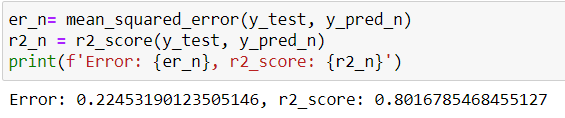 er_n= mean_squared_error(y_test, y_pred_n)
r2_n = r2_score(y_test, y_pred_n)
print(f'Error: {er_n}, r2_score: {r2_n}')
Error: 0.22453190123505146, r2_score: 0.8016785468455127